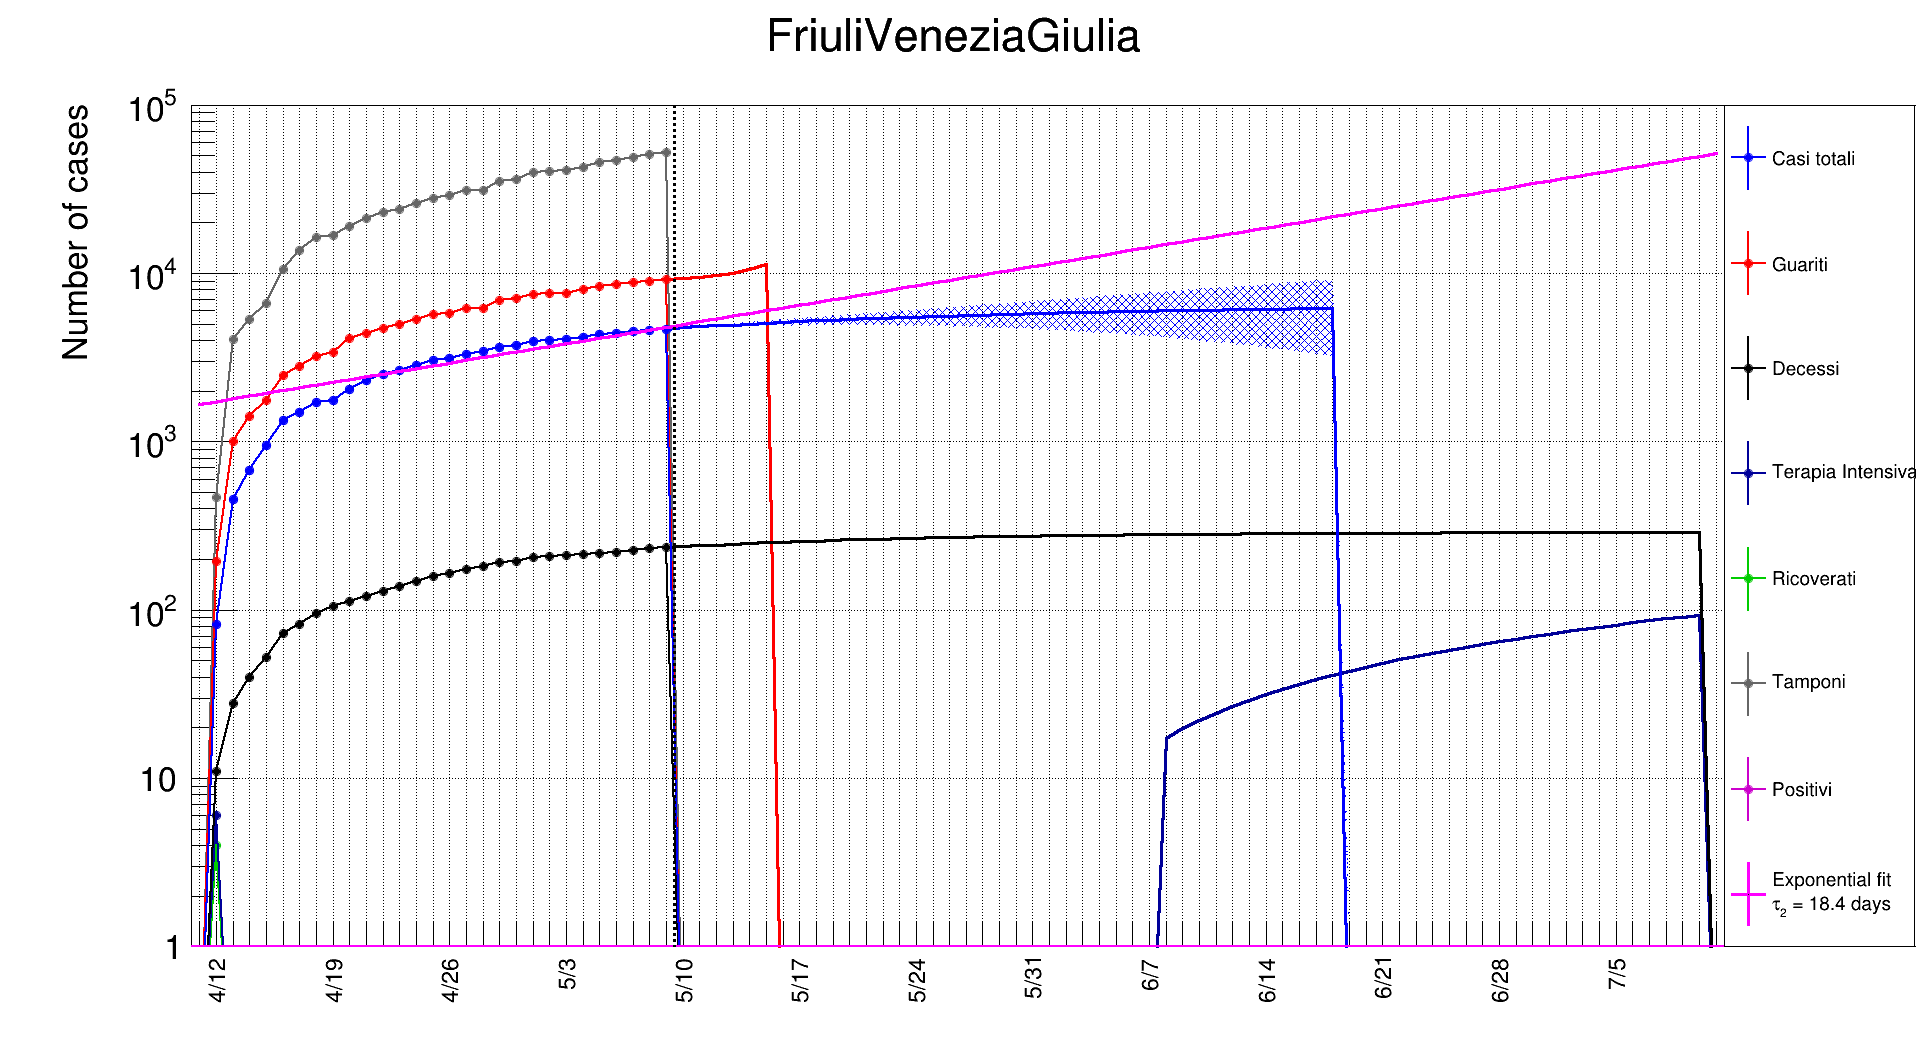 FriuliVeneziaGiulia
Number of cases
10^5
10^4
10^3
10^2
10
1
4/12
4/19
4/26
5/3
5/10
5/17
5/24
5/31
6/7
6/14
6/21
6/28
7/5
Casi totali
Guariti
Decessi
Terapia Intensiva
Ricoverati
Tamponi
Positivi
Exponential fit
τ₂ = 18.4 days